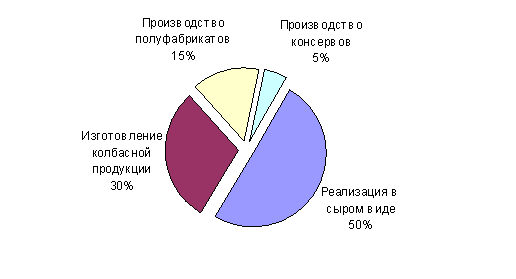 Производство
полуфабрикатов
15%
Производство
консервов
5%
Изготовление
колбасной
продукции
30%
Реализация в
сыром виде
50%